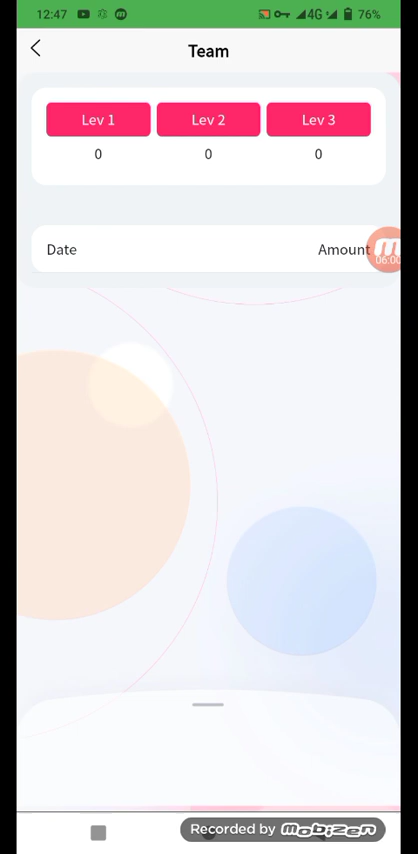 12:47 4G 76%
Team
Lev 1 Lev 2 Lev 3
0 0 0
Date Amount
06:00
Recorded by mobizen